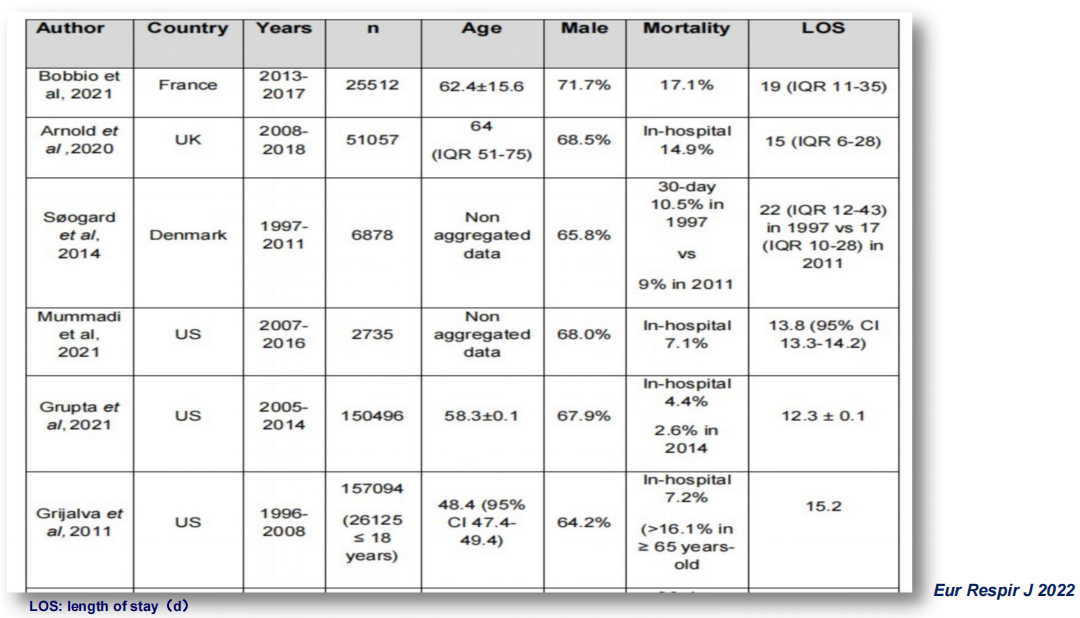 Author Country Years n Age Male Mortality LOS
Bobbio et al, 2021 France 2013-2017 25512 62.4±15.6 71.7% 17.1% 19 (IQR 11-35)
Arnold et al ,2020 UK 2008-2018 51057 64 (IQR 51-75) 68.5% In-hospital 14.9% 15 (IQR 6-28)
Søogard et al, 2014 Denmark 1997-2011 6878 Non aggregated data 65.8% 30-day 10.5% in 1997 vs 9% in 2011 22 (IQR 12-43) in 1997 vs 17 (IQR 10-28) in 2011
Mummadi et al, 2021 US 2007-2016 2735 Non aggregated data 68.0% In-hospital 7.1% 13.8 (95% CI 13.3-14.2)
Grupta et al, 2021 US 2005-2014 150496 58.3±0.1 67.9% In-hospital 4.4% 2.6% in 2014 12.3 ± 0.1
Grijalva et al, 2011 US 1996-2008 157094 (26125 ≤ 18 years) 48.4 (95% CI 47.4-49.4) 64.2% In-hospital 7.2% (>16.1% in ≥ 65 years-old 15.2
Eur Respir J 2022
LOS: length of stay（d）